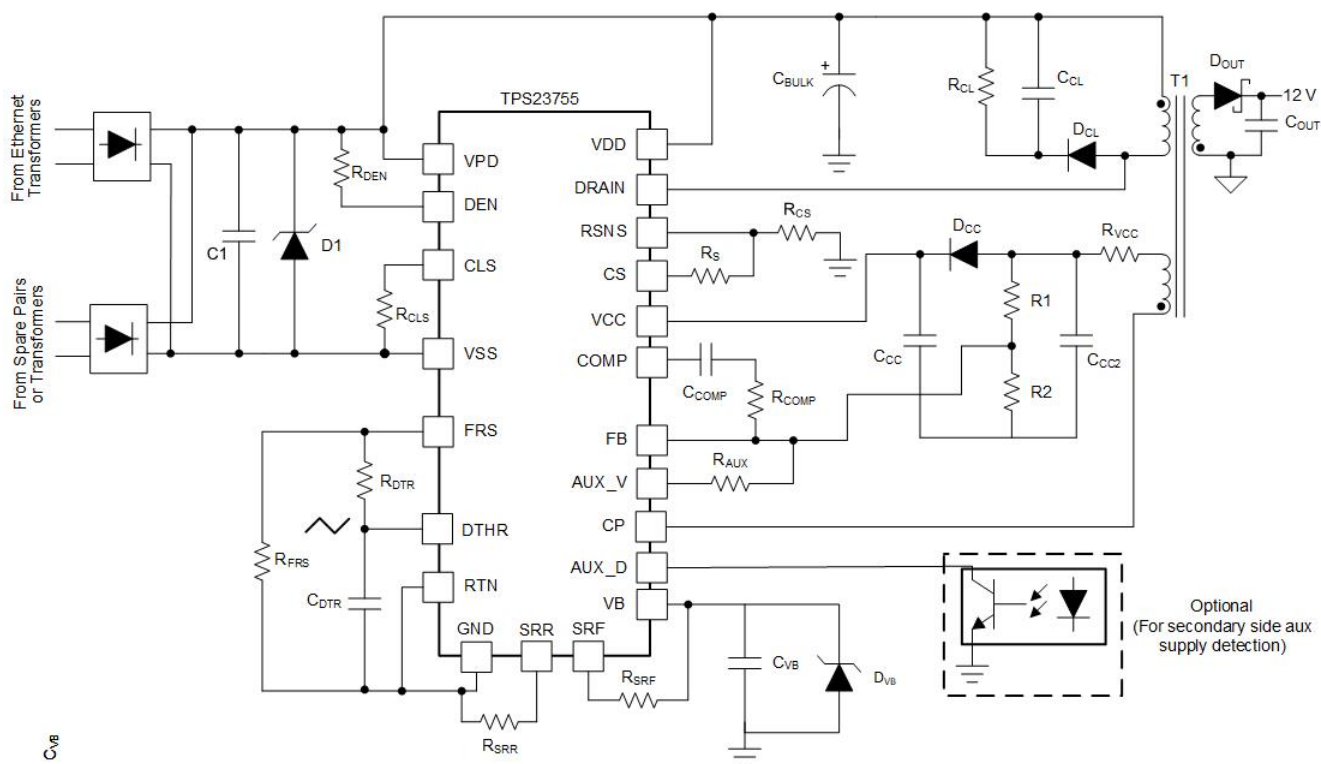 TPS23755
From Ethernet
Transformers
From Spare Pairs
or Transformers
C1
D1
RDEN
RCLS
VPD
DEN
CLS
VSS
FRS
DTHR
RTN
GND
SRR
SRF
VDD
DRAIN
RSNS
CS
VCC
COMP
FB
AUX_V
CP
AUX_D
VB
RDTR
RFRS
CDTR
RSRR
RSRF
CVB
DVB
CBULK
+
RCL
CCL
DCL
T1
DOUT
12 V
COUT
RCS
RS
DCC
RVCC
R1
R2
CCC
CCC2
CCOMP
RCOMP
RAUX
Optional
(For secondary side aux
supply detection)
CVB